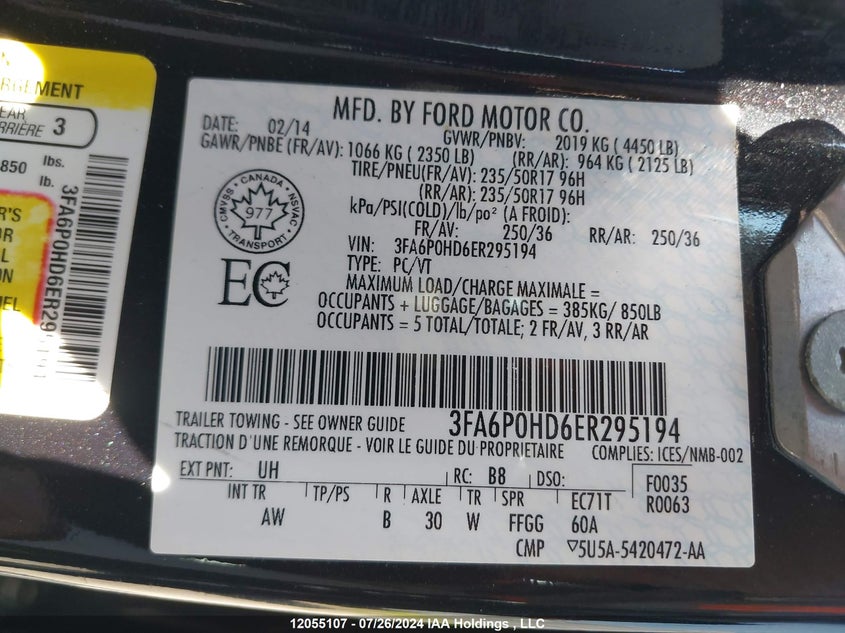 RGEMENT
EAR
RRIÈRE 3
850 lbs.
lb.
3FA6P0HD6ER295194
R'S
OR
AL
ON
EL
MFD. BY FORD MOTOR CO.
DATE: 02/14 GVWR/PNBV: 2019 KG ( 4450 LB)
GAWR/PNBE (FR/AV): 1066 KG ( 2350 LB) (RR/AR): 964 KG ( 2125 LB)
TIRE/PNEU(FR/AV): 235/50R17 96H
(RR/AR): 235/50R17 96H
kPa/PSI(COLD)/lb/po² (A FROID):
FR/AV: 250/36 RR/AR: 250/36
CMVSS • CANADA • NSVAC • TRANSPORT •
977
VIN: 3FA6P0HD6ER295194
TYPE: PC/VT
EC
MAXIMUM LOAD/CHARGE MAXIMALE =
OCCUPANTS + LUGGAGE/BAGAGES = 385KG/ 850LB
OCCUPANTS = 5 TOTAL/TOTALE; 2 FR/AV, 3 RR/AR
TRAILER TOWING - SEE OWNER GUIDE 3FA6P0HD6ER295194
TRACTION D'UNE REMORQUE - VOIR LE GUIDE DU PROPRIETAIRE COMPLIES: ICES/NMB-002
EXT PNT: UH RC: B8 DSO: F0035
INT TR TP/PS R AXLE TR SPR EC71T R0063
AW B 30 W FFGG 60A
CMP ▽5U5A-5420472-AA
12055107 - 07/26/2024 IAA Holdings , LLC